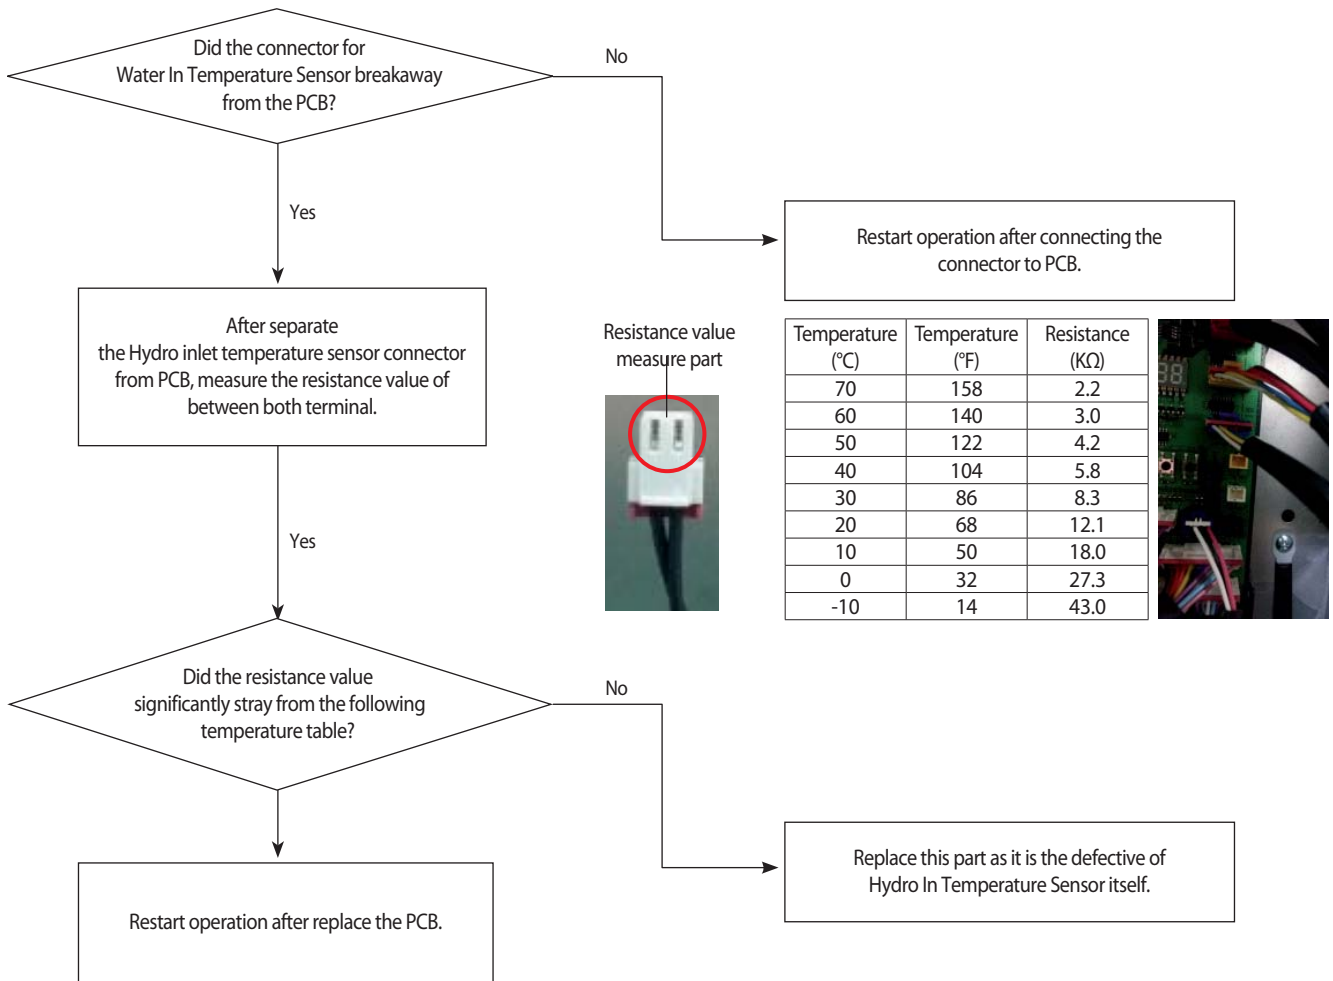 Did the connector for
Water In Temperature Sensor breakaway
from the PCB?
No
Yes
Restart operation after connecting the
connector to PCB.
After separate
the Hydro inlet temperature sensor connector
from PCB, measure the resistance value of
between both terminal.
Resistance value
measure part
Temperature (°C) Temperature (°F) Resistance (KΩ)
70 158 2.2
60 140 3.0
50 122 4.2
40 104 5.8
30 86 8.3
20 68 12.1
10 50 18.0
0 32 27.3
-10 14 43.0
Yes
Did the resistance value
significantly stray from the following
temperature table?
No
Replace this part as it is the defective of
Hydro In Temperature Sensor itself.
Restart operation after replace the PCB.